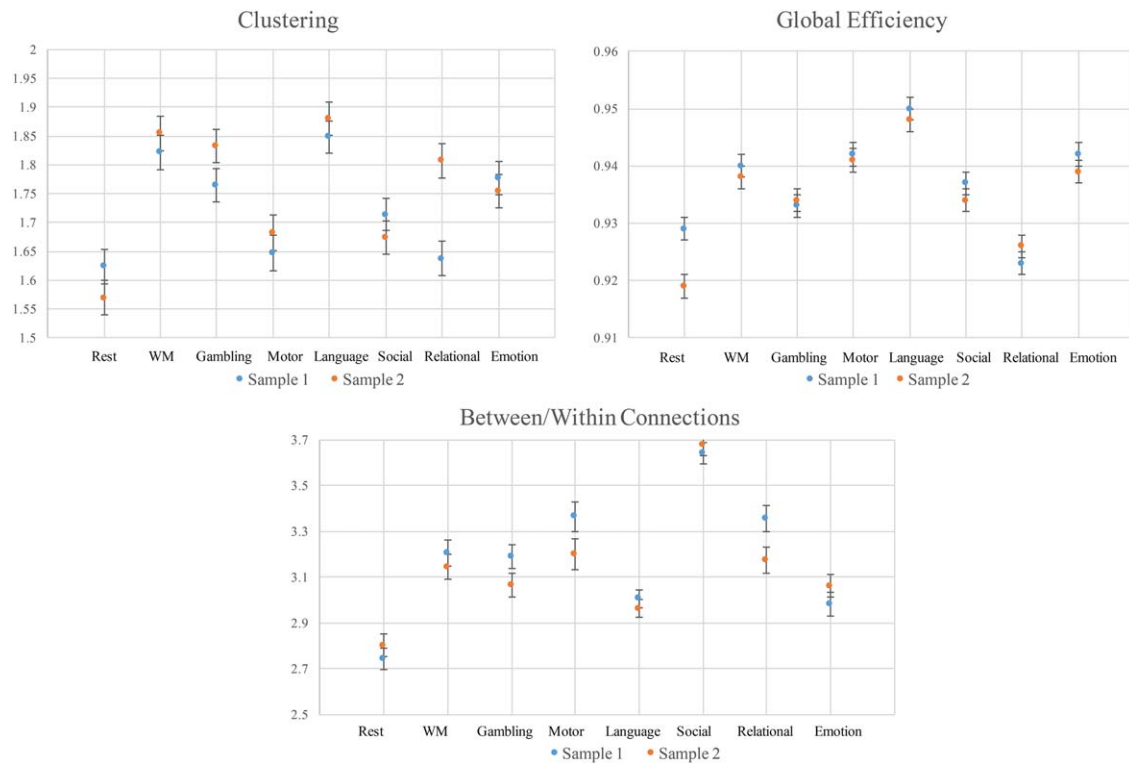 Clustering
2
1.95
1.9
1.85
1.8
1.75
1.7
1.65
1.6
1.55
1.5
Rest WM Gambling Motor Language Social Relational Emotion
Sample 1 Sample 2
Global Efficiency
0.96
0.95
0.94
0.93
0.92
0.91
Rest WM Gambling Motor Language Social Relational Emotion
Sample 1 Sample 2
Between/Within Connections
3.7
3.5
3.3
3.1
2.9
2.7
2.5
Rest WM Gambling Motor Language Social Relational Emotion
Sample 1 Sample 2